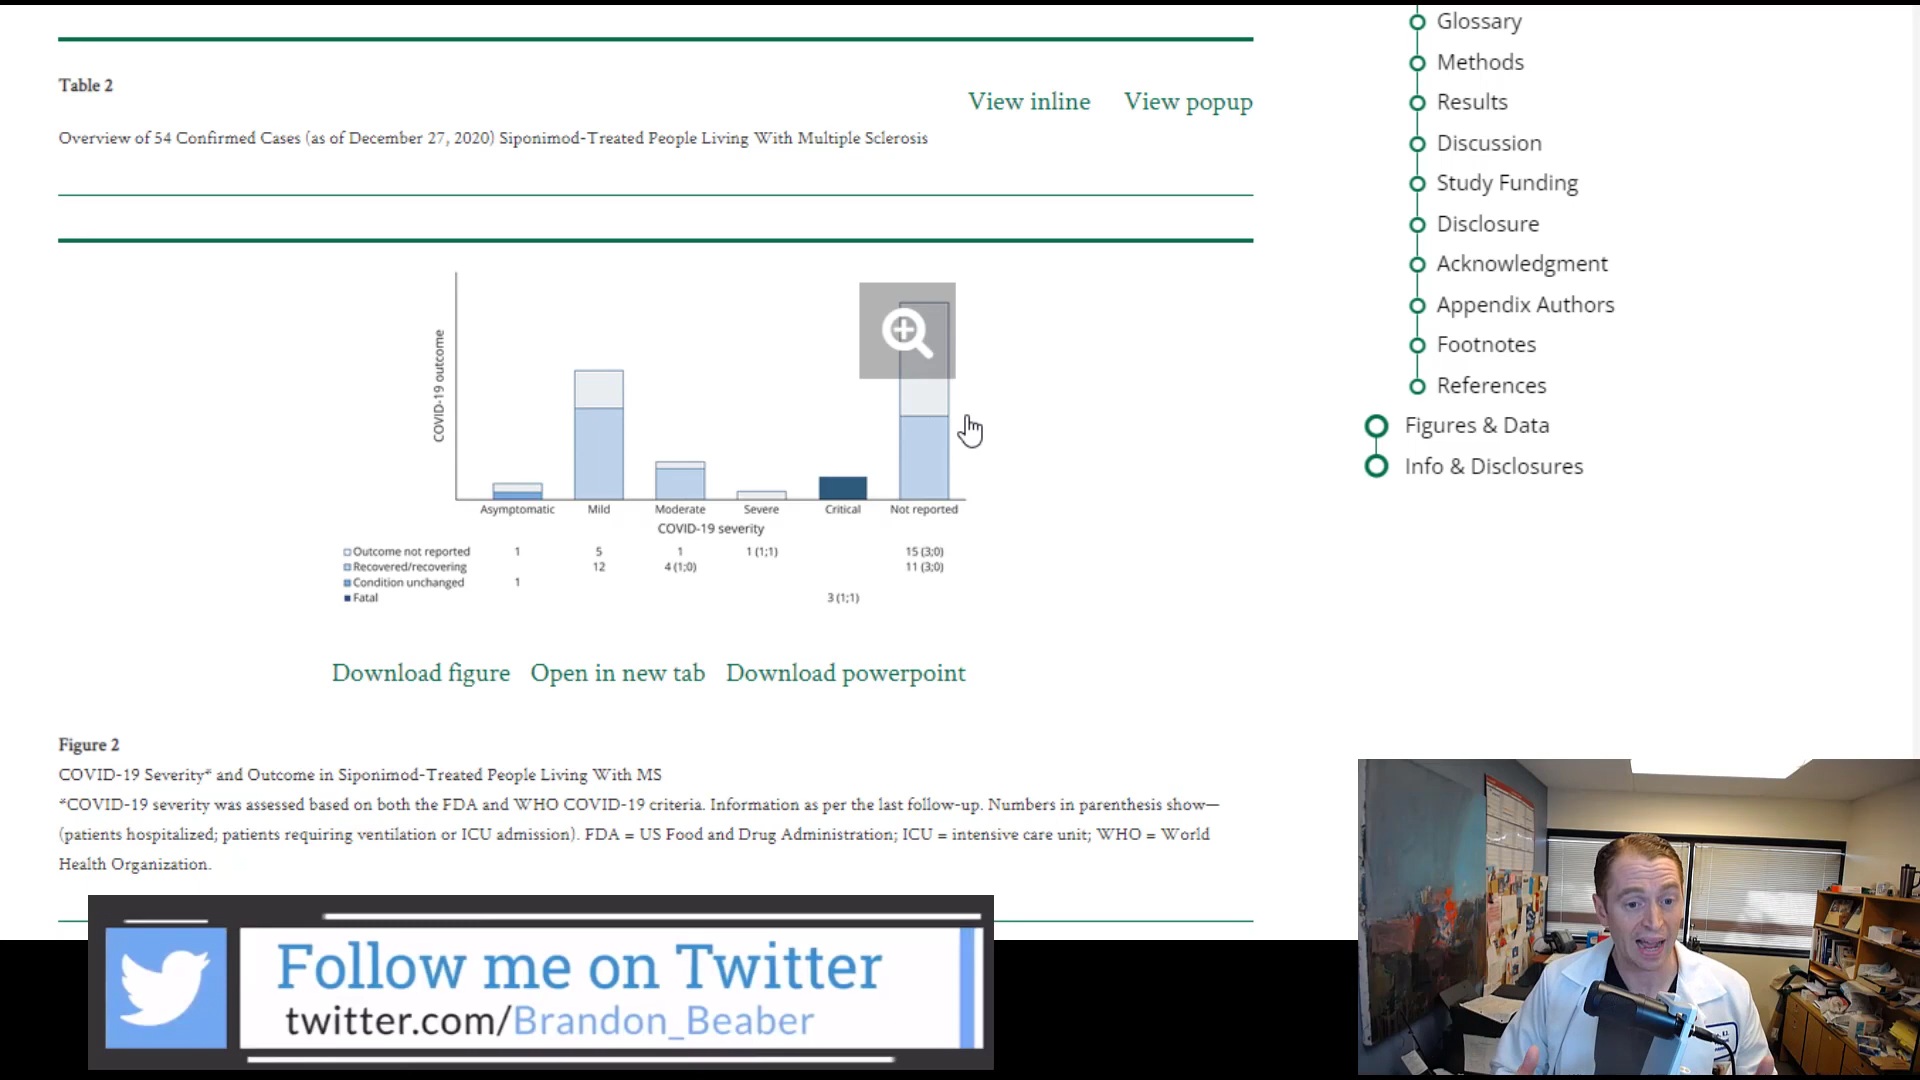 Table 2
View inline
View popup
Overview of 54 Confirmed Cases (as of December 27, 2020) Siponimod-Treated People Living With Multiple Sclerosis
COVID-19 outcome
Asymptomatic Mild Moderate Severe Critical Not reported
COVID-19 severity
Outcome not reported 1 5 1 1 (1;1) 15 (3;0)
Recovered/recovering 12 4 (1;0) 11 (3;0)
Condition unchanged 1
Fatal 3 (1;1)
Download figure Open in new tab Download powerpoint
Figure 2
COVID-19 Severity* and Outcome in Siponimod-Treated People Living With MS
*COVID-19 severity was assessed based on both the FDA and WHO COVID-19 criteria. Information as per the last follow-up. Numbers in parenthesis show—
(patients hospitalized; patients requiring ventilation or ICU admission). FDA = US Food and Drug Administration; ICU = intensive care unit; WHO = World
Health Organization.
Glossary
Methods
Results
Discussion
Study Funding
Disclosure
Acknowledgment
Appendix Authors
Footnotes
References
Figures & Data
Info & Disclosures
Follow me on Twitter
twitter.com/Brandon_Beaber